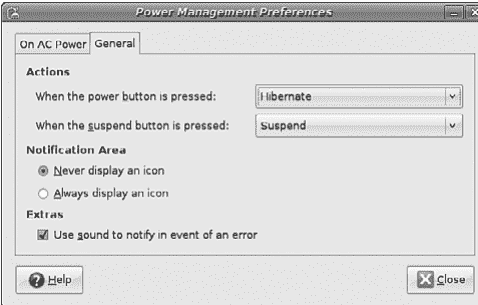 Power Management Preferences
On AC Power General
Actions
When the power button is pressed: Hibernate
When the suspend button is pressed: Suspend
Notification Area
Never display an icon
Always display an icon
Extras
Use sound to notify in event of an error
Help Close